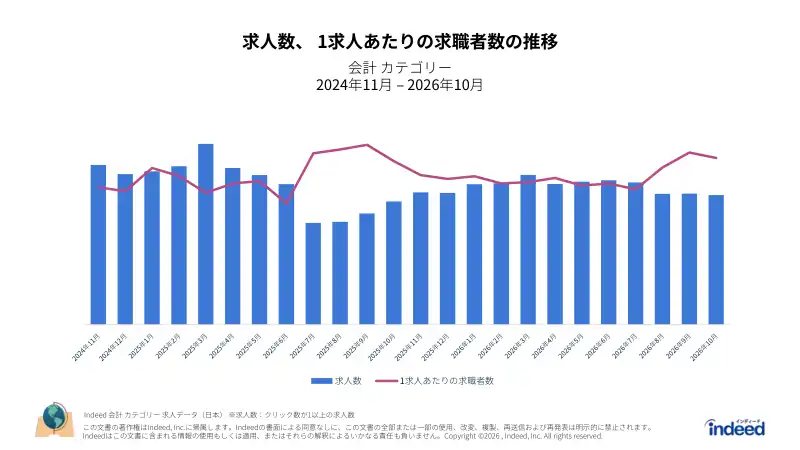 求人数、 1求人あたりの求職者数の推移
会計 カテゴリー
2024年11月 – 2026年10月
2024年11月
2024年12月
2025年1月
2025年2月
2025年3月
2025年4月
2025年5月
2025年6月
2025年7月
2025年8月
2025年9月
2025年10月
2025年11月
2025年12月
2026年1月
2026年2月
2026年3月
2026年4月
2026年5月
2026年6月
2026年7月
2026年8月
2026年9月
2026年10月
求人数
1求人あたりの求職者数
Indeed 会計 カテゴリー 求人データ（日本） ※求人数：クリック数が1以上の求人数
この文書の著作権はIndeed, Inc.に帰属します。Indeedの書面による同意なしに、この文書の全部または一部の使用、改変、複製、再送信および再発表は明示的に禁止されます。
Indeedはこの文書に含まれる情報の使用もしくは適用、またはそれらの解釈によるいかなる責任も負いません。Copyright ©2026 , Indeed, Inc. All rights reserved.
インディード
indeed